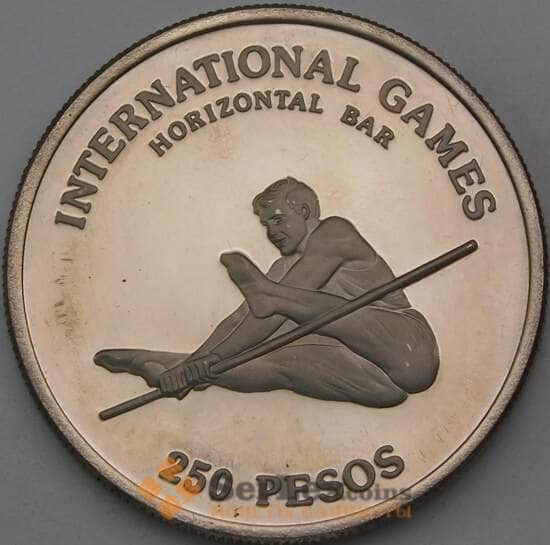 INTERNATIONAL GAMES
HORIZONTAL BAR
250 PESOS